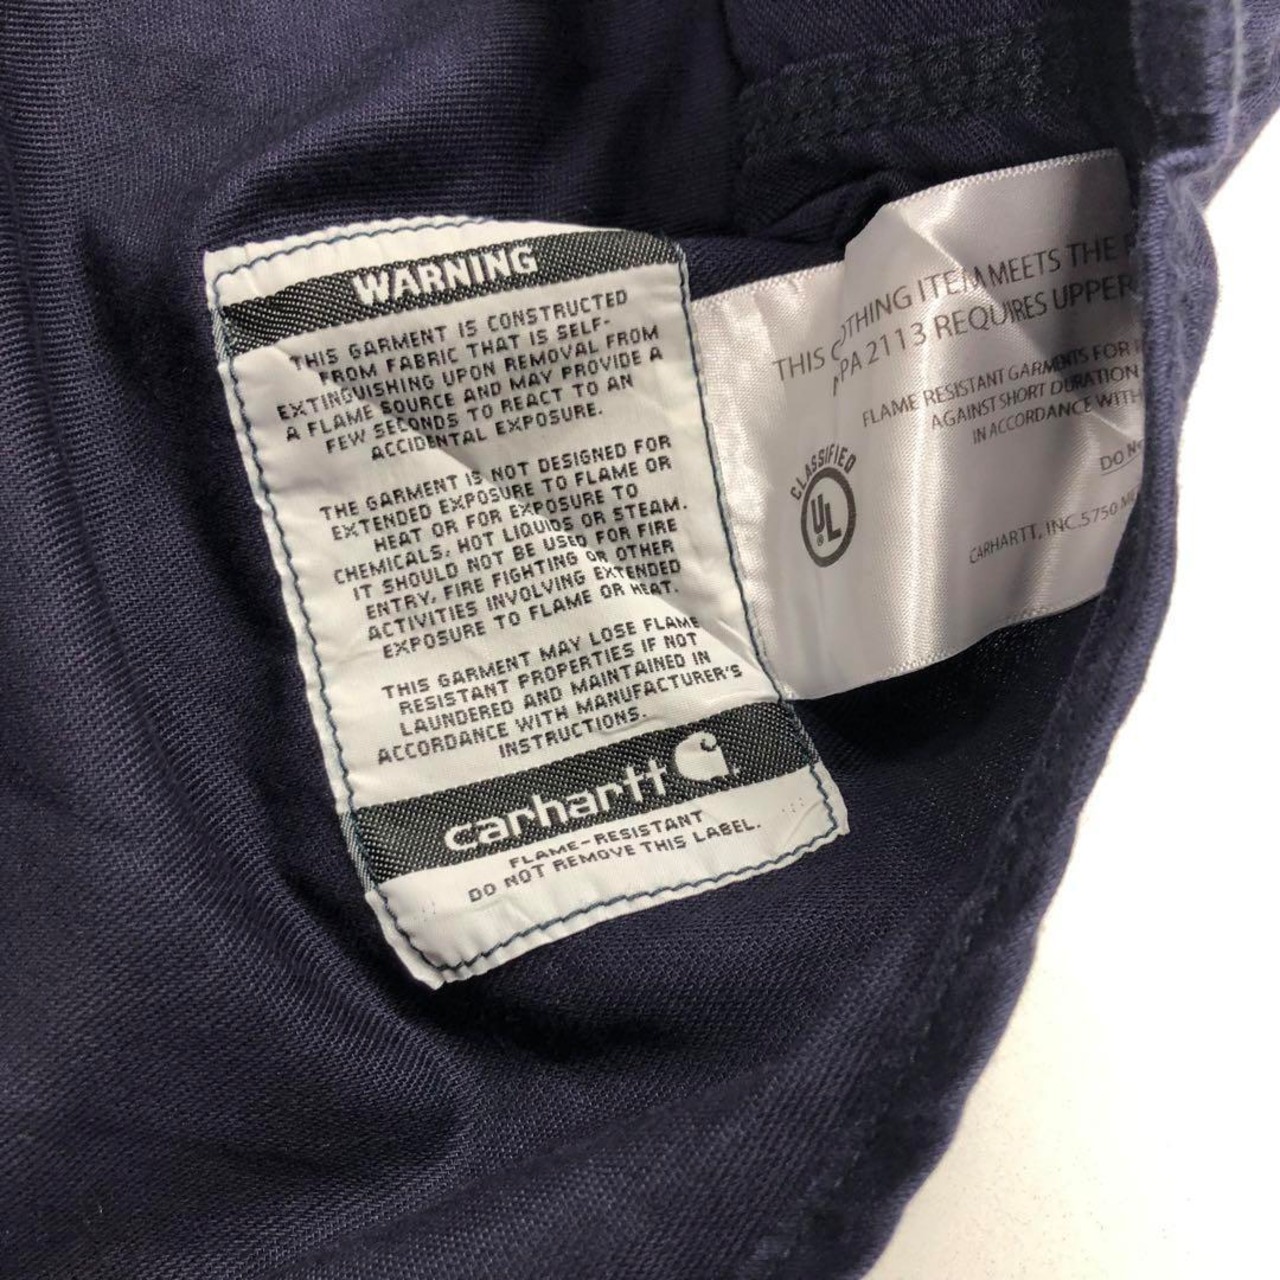 WARNING
THIS GARMENT IS CONSTRUCTED
FROM FABRIC THAT IS SELF-
EXTINGUISHING UPON REMOVAL FROM
A FLAME SOURCE AND MAY PROVIDE A
FEW SECONDS TO REACT TO AN
ACCIDENTAL EXPOSURE.
THE GARMENT IS NOT DESIGNED FOR
EXTENDED EXPOSURE TO FLAME OR
HEAT OR FOR EXPOSURE TO
CHEMICALS, HOT LIQUIDS OR STEAM.
IT SHOULD NOT BE USED FOR FIRE
ENTRY, FIRE FIGHTING OR OTHER
ACTIVITIES INVOLVING EXTENDED
EXPOSURE TO FLAME OR HEAT.
THIS GARMENT MAY LOSE FLAME
RESISTANT PROPERTIES IF NOT
LAUNDERED AND MAINTAINED IN
ACCORDANCE WITH MANUFACTURER'S
INSTRUCTIONS.
carhartt
FLAME-RESISTANT
DO NOT REMOVE THIS LABEL.
THIS CLOTHING ITEM MEETS THE
2113 REQUIRES UPPER
FLAME RESISTANT GARMENTS FOR
AGAINST SHORT DURATION
IN ACCORDANCE WITH
DO
CLASSIFIED
UL®
CARHARTT, INC. 5750